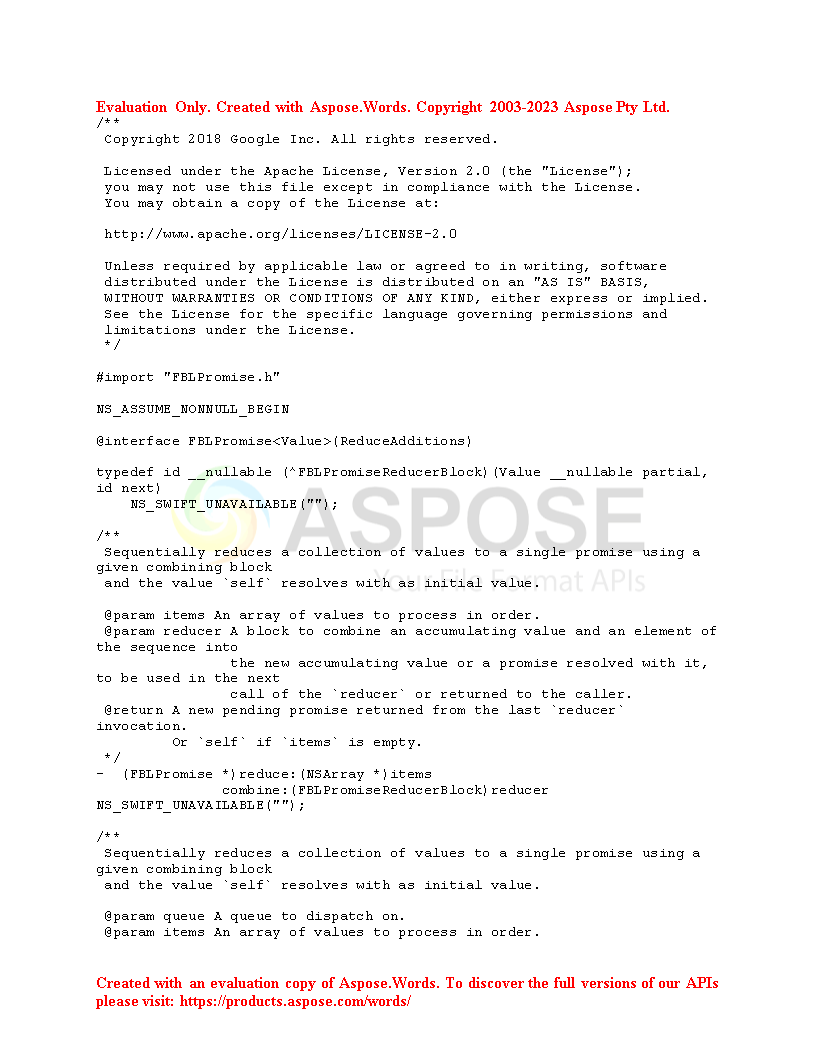 Evaluation Only. Created with Aspose.Words. Copyright 2003-2023 Aspose Pty Ltd.
/**
 Copyright 2018 Google Inc. All rights reserved.

 Licensed under the Apache License, Version 2.0 (the "License");
 you may not use this file except in compliance with the License.
 You may obtain a copy of the License at:

 http://www.apache.org/licenses/LICENSE-2.0

 Unless required by applicable law or agreed to in writing, software
 distributed under the License is distributed on an "AS IS" BASIS,
 WITHOUT WARRANTIES OR CONDITIONS OF ANY KIND, either express or implied.
 See the License for the specific language governing permissions and
 limitations under the License.
 */

#import "FBLPromise.h"

NS_ASSUME_NONNULL_BEGIN

@interface FBLPromise<Value>(ReduceAdditions)

typedef id __nullable (^FBLPromiseReducerBlock)(Value __nullable partial,
id next)
    NS_SWIFT_UNAVAILABLE("");

ASPOSE
Your File Format APIs

/**
 Sequentially reduces a collection of values to a single promise using a
given combining block
 and the value `self` resolves with as initial value.

 @param items An array of values to process in order.
 @param reducer A block to combine an accumulating value and an element of
the sequence into
                the new accumulating value or a promise resolved with it,
to be used in the next
                call of the `reducer` or returned to the caller.
 @return A new pending promise returned from the last `reducer`
invocation.
         Or `self` if `items` is empty.
 */
-  (FBLPromise *)reduce:(NSArray *)items
               combine:(FBLPromiseReducerBlock)reducer
NS_SWIFT_UNAVAILABLE("");

/**
 Sequentially reduces a collection of values to a single promise using a
given combining block
 and the value `self` resolves with as initial value.

 @param queue A queue to dispatch on.
 @param items An array of values to process in order.

Created with an evaluation copy of Aspose.Words. To discover the full versions of our APIs
please visit: https://products.aspose.com/words/